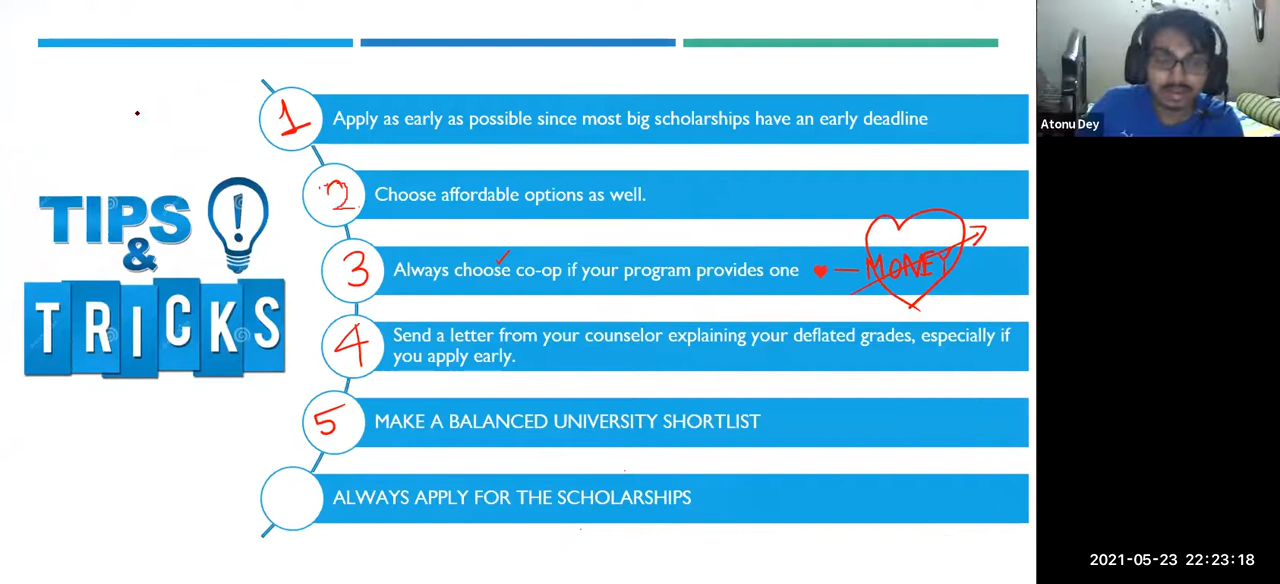 TIPS
&
TRICKS
1
Apply as early as possible since most big scholarships have an early deadline
2
Choose affordable options as well.
3
Always choose co-op if your program provides one
MONEY
4
Send a letter from your counselor explaining your deflated grades, especially if
you apply early.
5
MAKE A BALANCED UNIVERSITY SHORTLIST
ALWAYS APPLY FOR THE SCHOLARSHIPS
Atonu Dey
2021-05-23 22:23:18